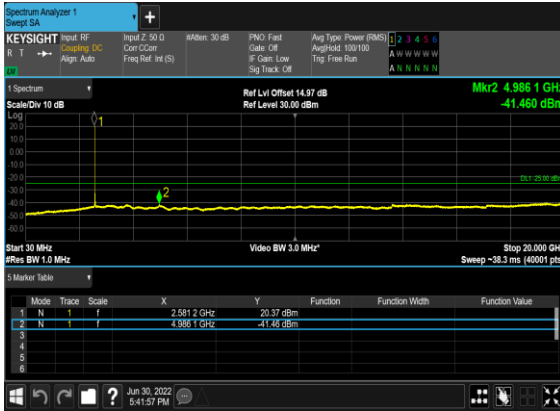 Spectrum Analyzer 1
Swept SA
+
KEYSIGHT Input: RF Input Z: 50 Ω #Atten: 30 dB PNO: Fast Avg Type: Power (RMS) 1 2 3 4 5 6
R T Coupling: DC Corr CCorr Gate: Off Avg|Hold: 100/100 A W W W W W
Align: Auto Freq Ref: Int (S) IF Gain: Low Trig: Free Run
Sig Track: Off A N N N N N
1 Spectrum Ref Lvl Offset 14.97 dB Mkr2 4.986 1 GHz
Scale/Div 10 dB Ref Level 30.00 dBm -41.460 dBm
Log
20.0
10.0
0.00
-10.0
-20.0
-30.0
-40.0
-50.0
-60.0
1
2
Start 30 MHz Video BW 3.0 MHz* Stop 20.000 GH
#Res BW 1.0 MHz Sweep ~38.3 ms (40001 pts
5 Marker Table
Mode Trace Scale X Y Function Function Width Function Value
1 N 1 f 2.581 2 GHz 20.37 dBm
2 N 1 f 4.986 1 GHz -41.46 dBm
3
4
5
6
? Jun 30, 2022
5:41:57 PM